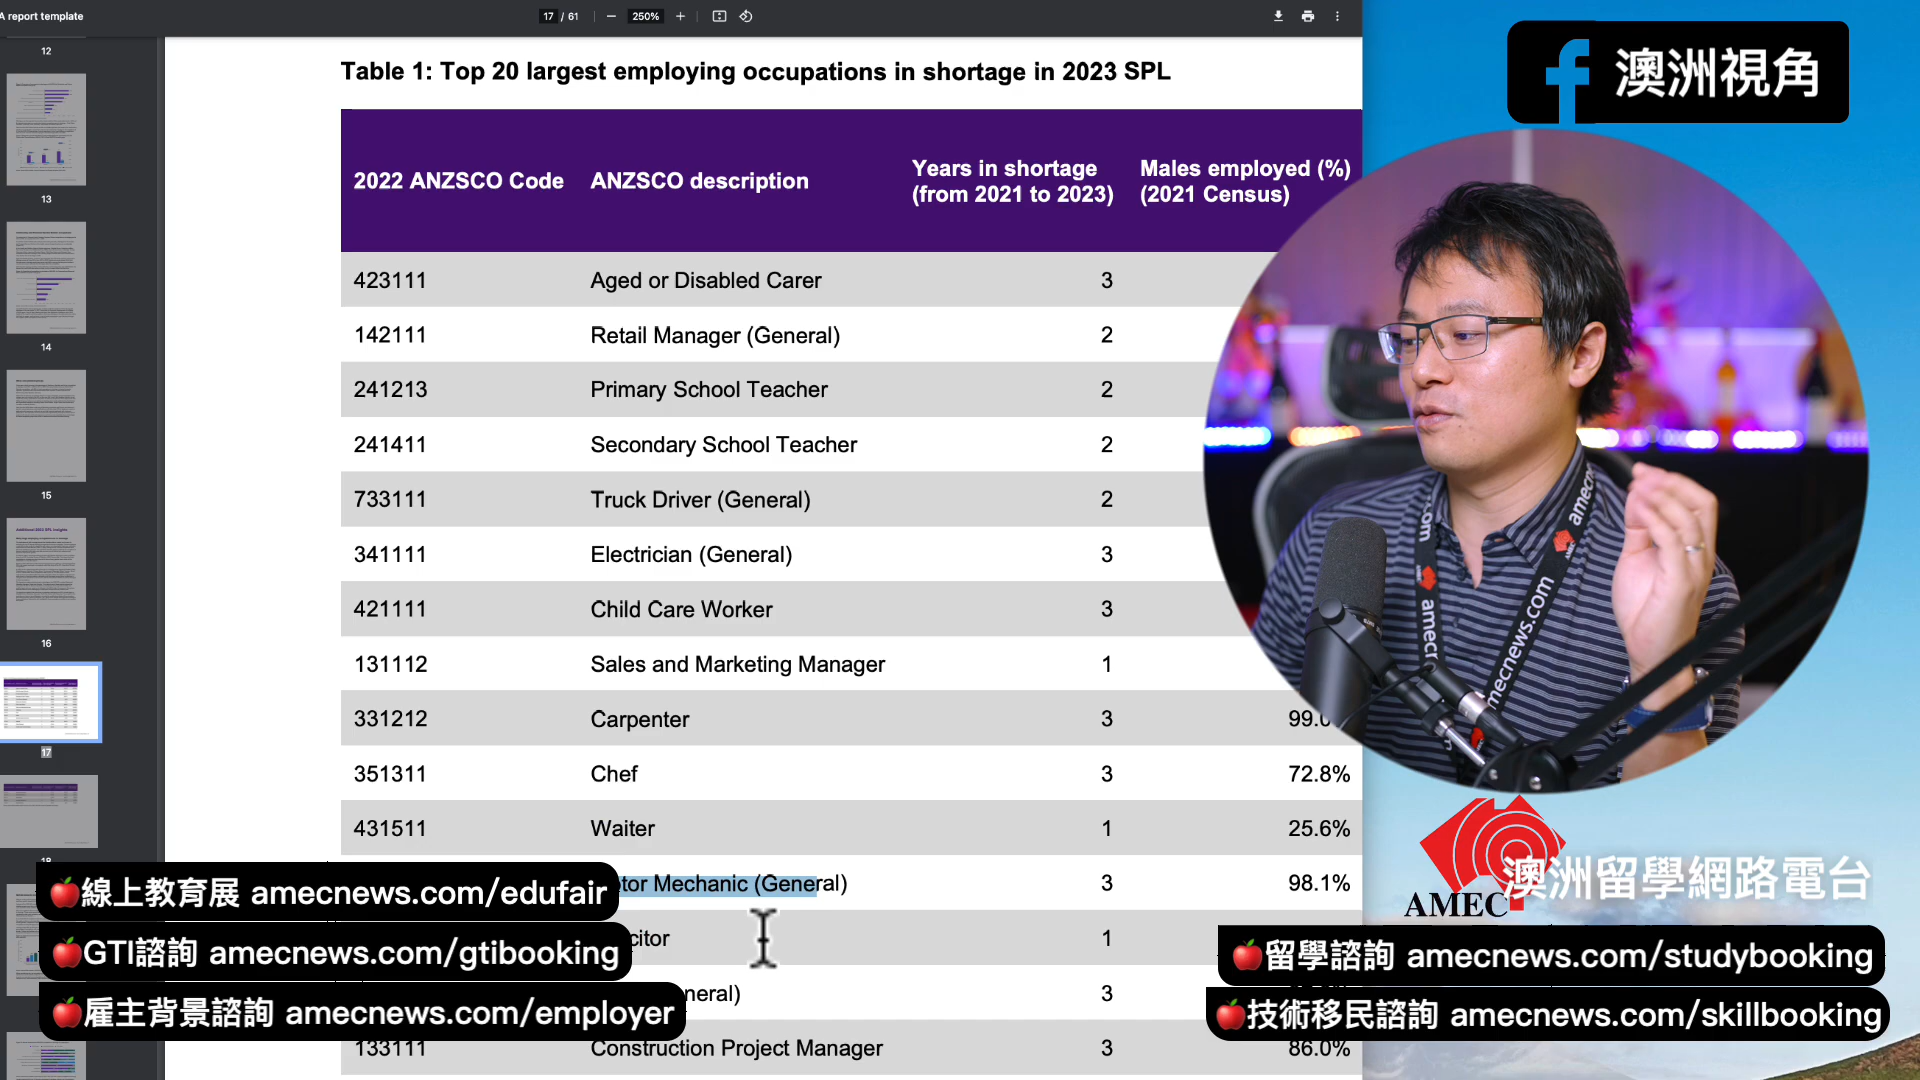 A report template
17 / 61
250%
12
13
14
15
16
17
Table 1: Top 20 largest employing occupations in shortage in 2023 SPL
2022 ANZSCO Code ANZSCO description Years in shortage (from 2021 to 2023) Males employed (%) (2021 Census)
423111 Aged or Disabled Carer 3
142111 Retail Manager (General) 2
241213 Primary School Teacher 2
241411 Secondary School Teacher 2
733111 Truck Driver (General) 2
341111 Electrician (General) 3
421111 Child Care Worker 3
131112 Sales and Marketing Manager 1
331212 Carpenter 3
351311 Chef 3 72.8%
431511 Waiter 1 25.6%
tor Mechanic (General) 3 98.1%
citor 1
neral) 3
133111 Construction Project Manager 3 86.0%
澳洲視角
amecnews.com
AMEC
amecnews.com
AMEC
澳洲留學網路電台
線上教育展 amecnews.com/edufair
GTI諮詢 amecnews.com/gtibooking
雇主背景諮詢 amecnews.com/employer
留學諮詢 amecnews.com/studybooking
技術移民諮詢 amecnews.com/skillbooking